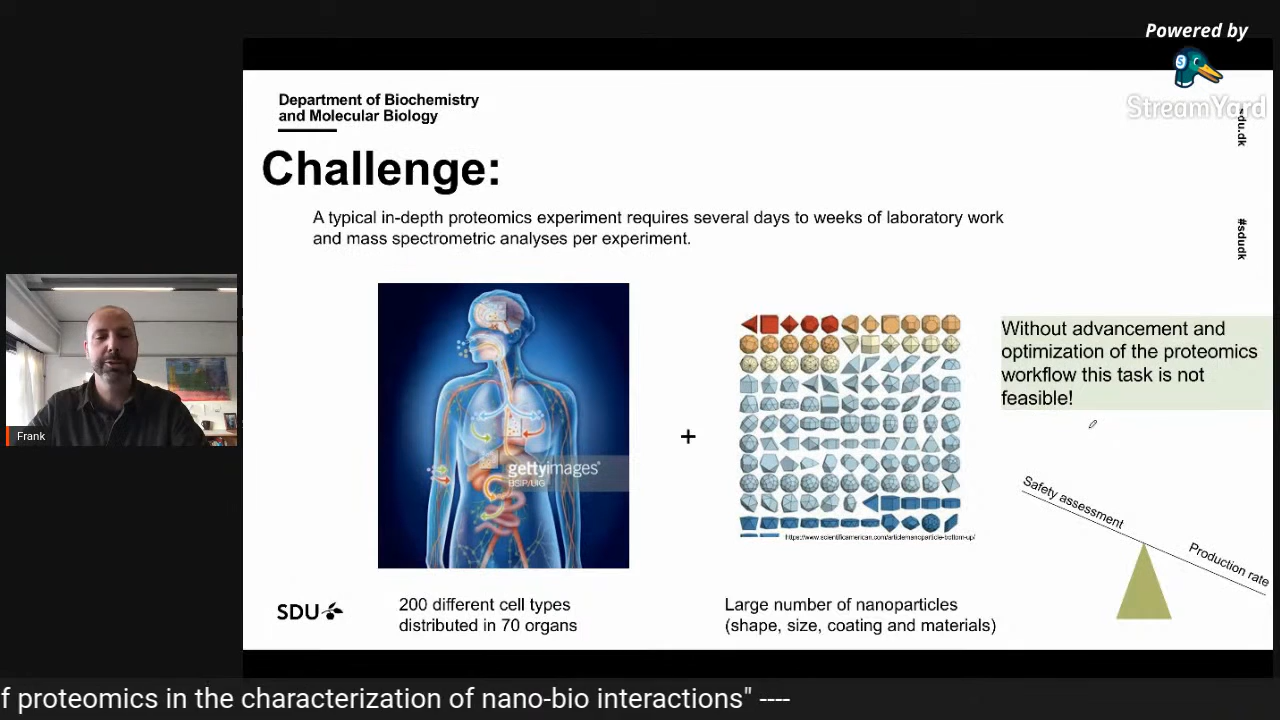 Powered by
StreamYard
Department of Biochemistry
and Molecular Biology
sdu.dk
#sdudk
Challenge:
A typical in-depth proteomics experiment requires several days to weeks of laboratory work
and mass spectrometric analyses per experiment.
Without advancement and
optimization of the proteomics
workflow this task is not
feasible!
Frank
+
gettyimages®
BSIP/UIG
Safety assessment
Production rate
https://www.scientificamerican.com/article/nanoparticle-bottom-up/
SDU
200 different cell types
distributed in 70 organs
Large number of nanoparticles
(shape, size, coating and materials)
f proteomics in the characterization of nano-bio interactions" ----